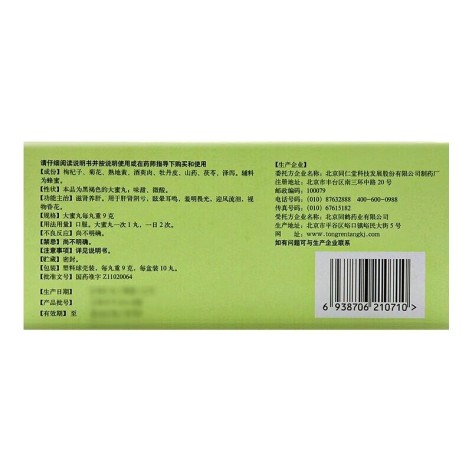 请仔细阅读说明书并按说明使用或在药师指导下购买和使用
【成份】枸杞子、菊花、熟地黄、酒萸肉、牡丹皮、山药、茯苓、泽泻。辅料
为蜂蜜。
【性状】本品为黑褐色的大蜜丸；味甜、微酸。
【功能主治】滋肾养肝。用于肝肾阴亏，眩晕耳鸣，羞明畏光，迎风流泪，视
物昏花。
【规格】大蜜丸每丸重9克
【用法用量】口服。大蜜丸一次1丸，一日2次。
【不良反应】尚不明确。
【禁忌】尚不明确。
【注意事项】详见说明书。
【贮藏】密封。
【包装】塑料球壳装，每丸重9克，每盒装10丸。
【批准文号】国药准字Z11020064
【生产日期】
【产品批号】
【有效期】至
【生产企业】
委托方企业名称：北京同仁堂科技发展股份有限公司制药厂
注册地址：北京市丰台区南三环中路20号
邮政编码：100079
电话号码：（010）87632888 400-600-0988
传真号码：（010）67615182
受托方企业名称：北京同鹤药业有限公司
生产地址：北京市平谷区峪口镇峪民大街5号
网 址：www.tongrentangkj.com
如有问题可与生产企业联系
6 938706 210710 >